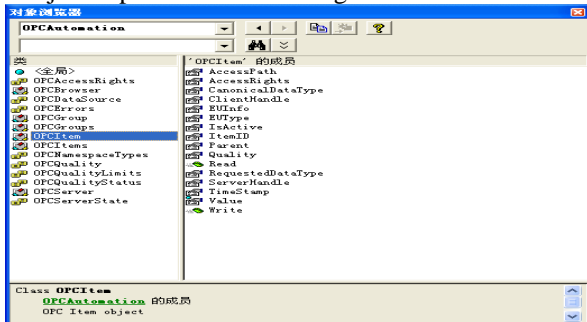 对象浏览器
OPCAutomation
类
<全局>
OPCAccessRights
OPCBrowser
OPCDataSource
OPCErrors
OPCGroup
OPCGroups
OPCItem
OPCItems
OPCNamespaceTypes
OPCQuality
OPCQualityLimits
OPCQualityStatus
OPCServer
OPCServerState
'OPCItem' 的成员
AccessPath
AccessRights
CanonicalDataType
ClientHandle
EUInfo
EUType
IsActive
ItemID
Parent
Quality
Read
RequestedDataType
ServerHandle
TimeStamp
Value
Write
Class OPCItem
OPCAutomation 的成员
OPC Item object